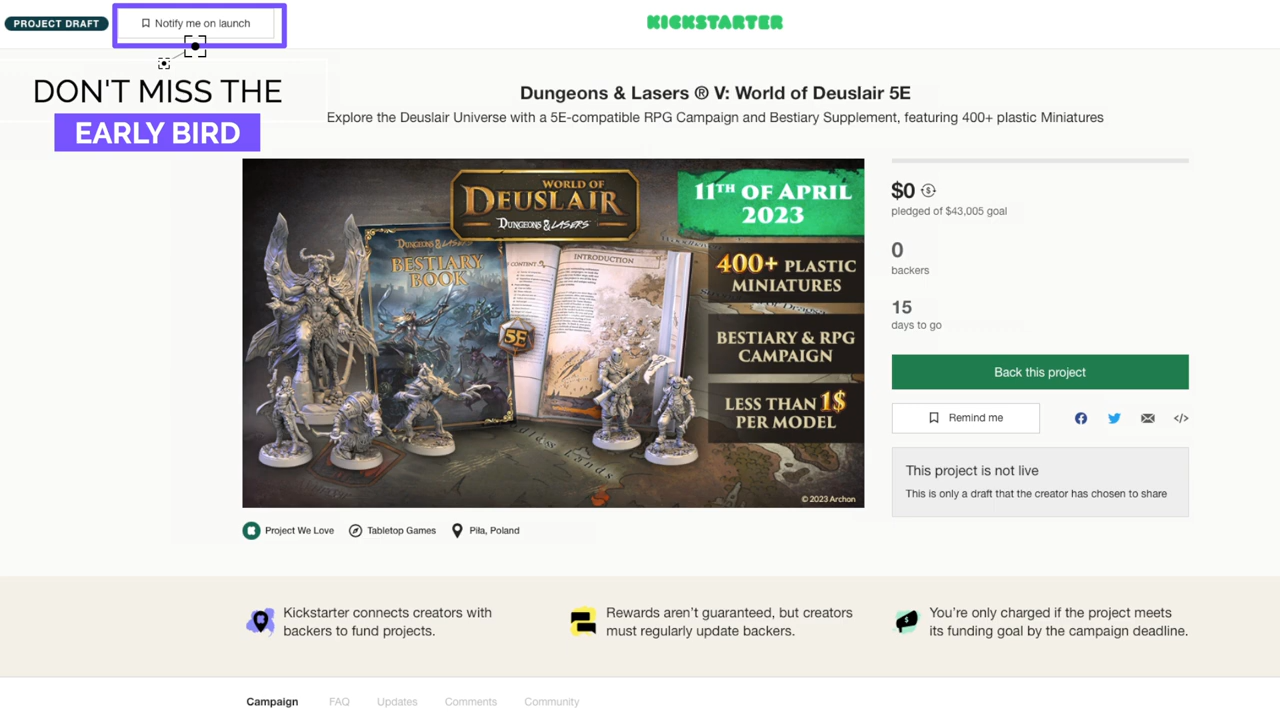 PROJECT DRAFT
Notify me on launch
KICKSTARTER
DON'T MISS THE
EARLY BIRD
Dungeons & Lasers ® V: World of Deuslair 5E
Explore the Deuslair Universe with a 5E-compatible RPG Campaign and Bestiary Supplement, featuring 400+ plastic Miniatures
WORLD OF
DEUSLAIR
DUNGEONS & LASERS
11TH OF APRIL
2023
DUNGEONS & LASERS
BESTIARY
BOOK
CONTENT
INTRODUCTION
5E
400+ PLASTIC
MINIATURES
BESTIARY & RPG
CAMPAIGN
LESS THAN 1$
PER MODEL
Endless Lands
© 2023 Archon
$0
pledged of $43,005 goal
0
backers
15
days to go
Back this project
Remind me
</>
This project is not live
This is only a draft that the creator has chosen to share
Project We Love
Tabletop Games
Piła, Poland
Kickstarter connects creators with
backers to fund projects.
Rewards aren’t guaranteed, but creators
must regularly update backers.
You’re only charged if the project meets
its funding goal by the campaign deadline.
Campaign FAQ Updates Comments Community